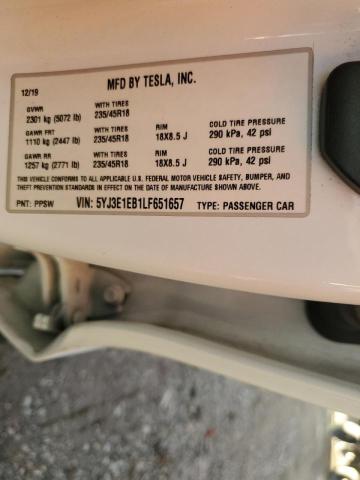 MFD BY TESLA, INC.
12/19
GVWR WITH TIRES
2301 kg (5072 lb) 235/45R18
GAWR FRT WITH TIRES RIM COLD TIRE PRESSURE
1110 kg (2447 lb) 235/45R18 18X8.5 J 290 kPa, 42 psi
GAWR RR WITH TIRES RIM COLD TIRE PRESSURE
1257 kg (2771 lb) 235/45R18 18X8.5 J 290 kPa, 42 psi
THIS VEHICLE CONFORMS TO ALL APPLICABLE U.S. FEDERAL MOTOR VEHICLE SAFETY, BUMPER, AND
THEFT PREVENTION STANDARDS IN EFFECT ON THE DATE OF MANUFACTURE SHOWN ABOVE.
PNT: PPSW VIN: 5YJ3E1EB1LF651657 TYPE: PASSENGER CAR